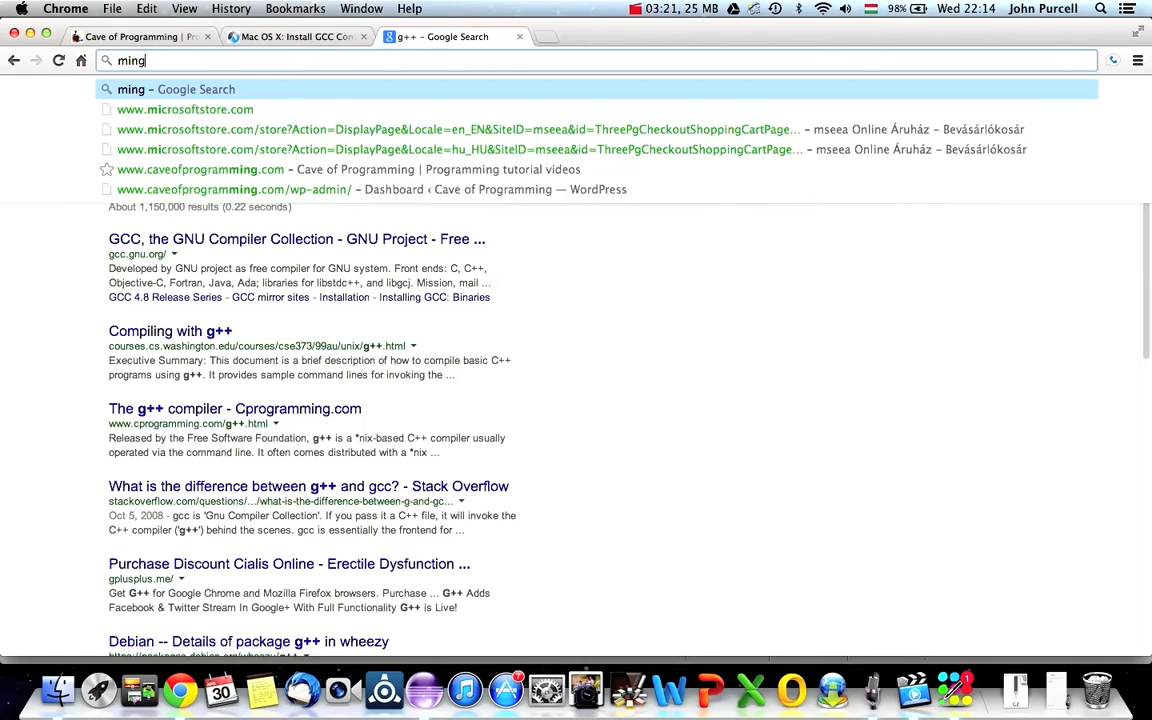 Chrome File Edit View History Bookmarks Window Help 03:21, 25 MB 98% Wed 22:14 John Purcell
Cave of Programming | Pr Mac OS X: Install GCC Com g++ - Google Search
ming
ming - Google Search
www.microsoftstore.com
www.microsoftstore.com/store?Action=DisplayPage&Locale=en_EN&SiteID=mseea&id=ThreePgCheckoutShoppingCartPage... - mseea Online Áruház - Bevásárlókosár
www.microsoftstore.com/store?Action=DisplayPage&Locale=hu_HU&SiteID=mseea&id=ThreePgCheckoutShoppingCartPage... - mseea Online Áruház - Bevásárlókosár
www.caveofprogramming.com - Cave of Programming | Programming tutorial videos
www.caveofprogramming.com/wp-admin/ - Dashboard ‹ Cave of Programming — WordPress
About 1,150,000 results (0.22 seconds)
GCC, the GNU Compiler Collection - GNU Project - Free ...
gcc.gnu.org/
Developed by GNU project as free compiler for GNU system. Front ends: C, C++,
Objective-C, Fortran, Java, Ada; libraries for libstdc++, and libgcj. Mission, mail ...
GCC 4.8 Release Series - GCC mirror sites - Installation - Installing GCC: Binaries
Compiling with g++
courses.cs.washington.edu/courses/cse373/99au/unix/g++.html
Executive Summary: This document is a brief description of how to compile basic C++
programs using g++. It provides sample command lines for invoking the ...
The g++ compiler - Cprogramming.com
www.cprogramming.com/g++.html
Released by the Free Software Foundation, g++ is a *nix-based C++ compiler usually
operated via the command line. It often comes distributed with a *nix ...
What is the difference between g++ and gcc? - Stack Overflow
stackoverflow.com/questions/.../what-is-the-difference-between-g-and-gc...
Oct 5, 2008 - gcc is 'Gnu Compiler Collection'. If you pass it a C++ file, it will invoke the
C++ compiler ('g++') behind the scenes. gcc is essentially the frontend for ...
Purchase Discount Cialis Online - Erectile Dysfunction ...
gplusplus.me/
Get G++ for Google Chrome and Mozilla Firefox browsers. Purchase ... G++ Adds
Facebook & Twitter Stream In Google+ With Full Functionality G++ is Live!
Debian -- Details of package g++ in wheezy
https://packages.debian.org/wheezy/g++
30